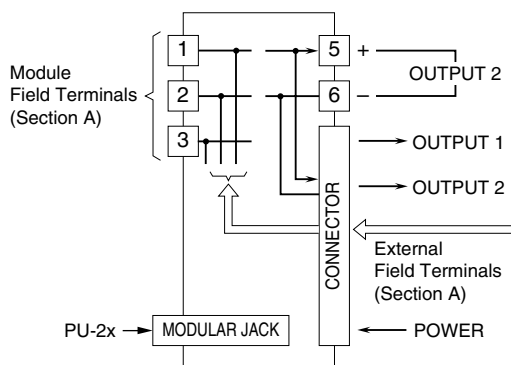 1
5
+
Module
Field Terminals
(Section A)
OUTPUT 2
2
6
–
3
OUTPUT 1
OUTPUT 2
CONNECTOR
External
Field Terminals
(Section A)
PU-2x
MODULAR JACK
POWER